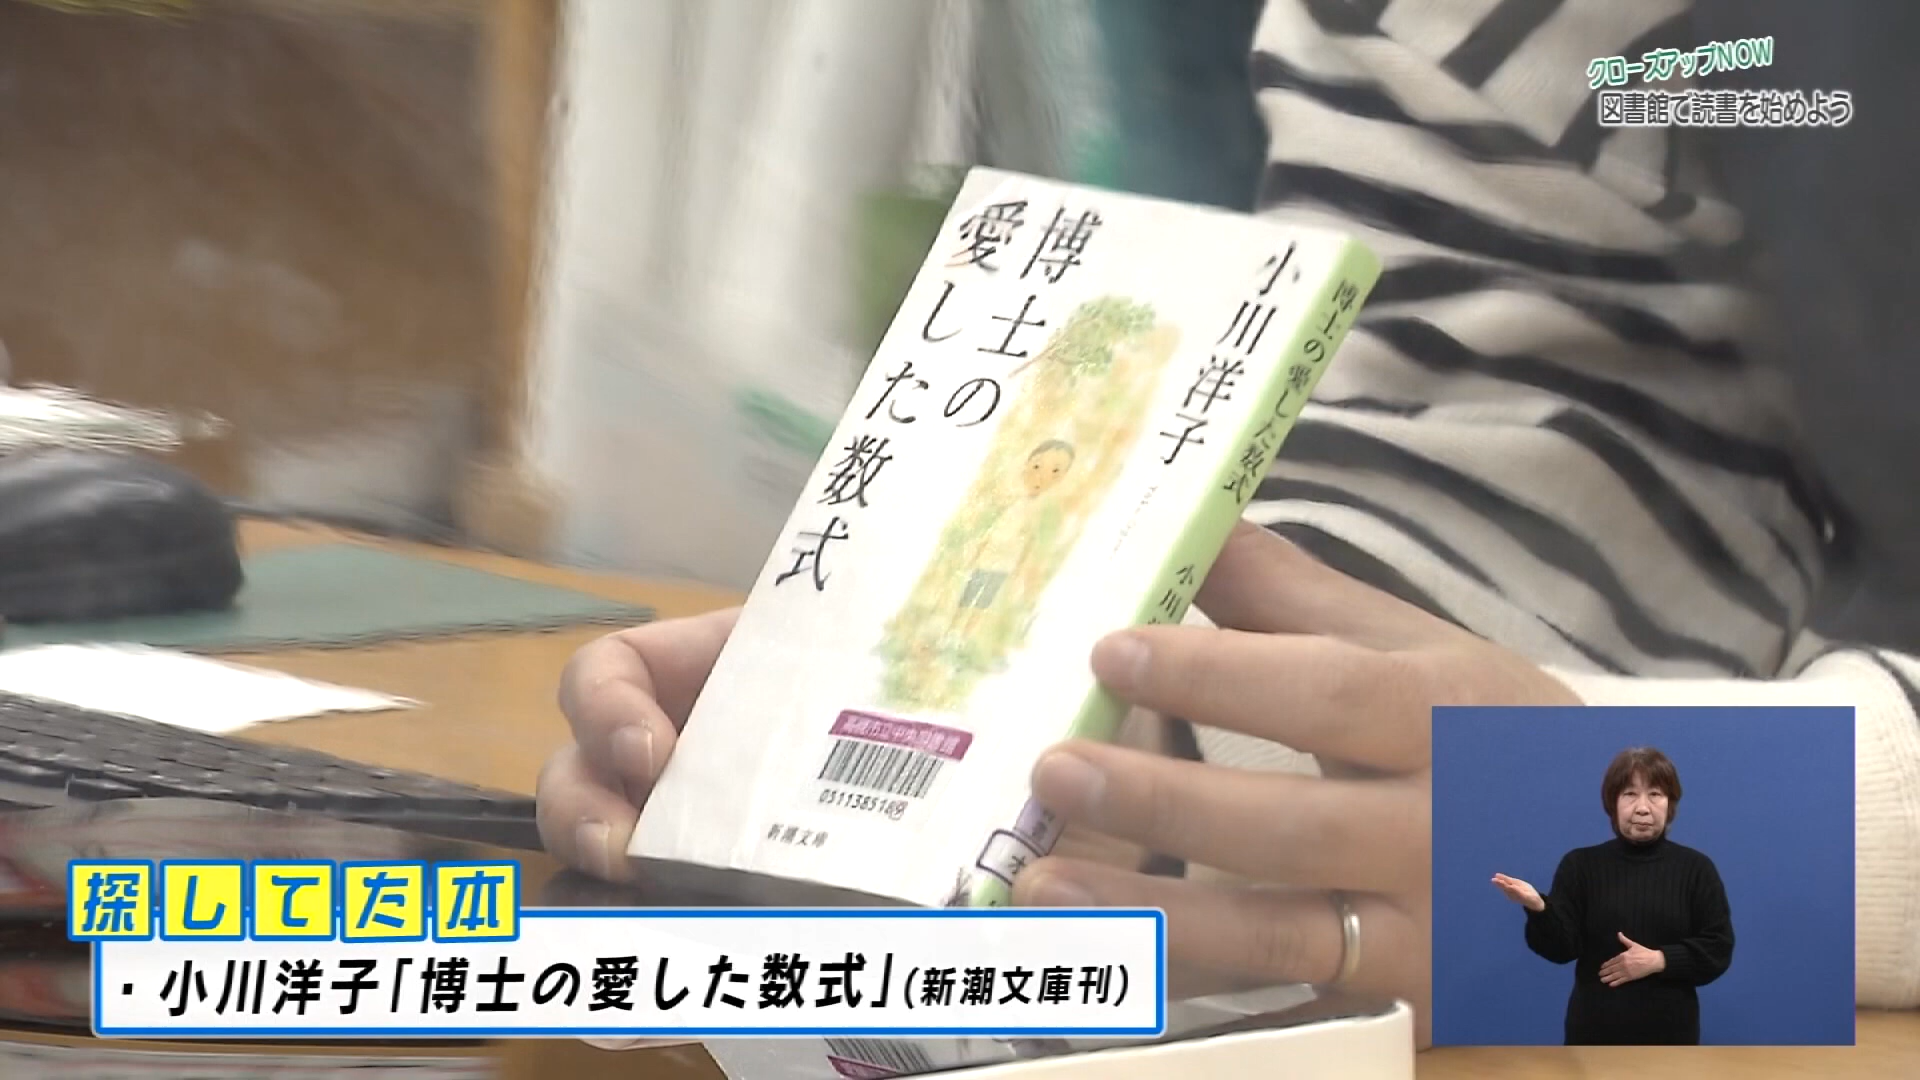 クローズアップNOW
図書館で読書を始めよう
小川洋子
博士の
愛した数式
博士の愛した数式
小川
051138518
新潮文庫
探してた本
・小川洋子「博士の愛した数式」(新潮文庫刊)